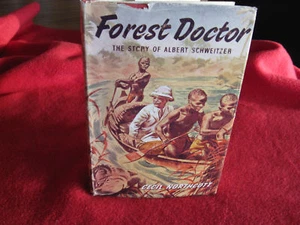 Forest Doctor
THE STORY OF ALBERT SCHWEITZER
CECIL NORTHCOTT